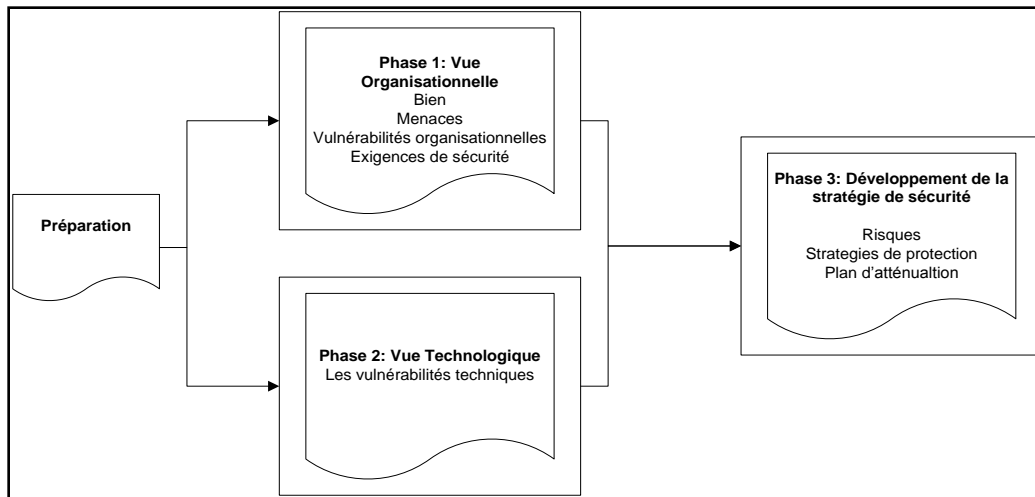 Préparation
Phase 1: Vue
Organisationnelle
Bien
Menaces
Vulnérabilités organisationnelles
Exigences de sécurité
Phase 2: Vue Technologique
Les vulnérabilités techniques
Phase 3: Développement de la
stratégie de sécurité
Risques
Strategies de protection
Plan d’atténualtion